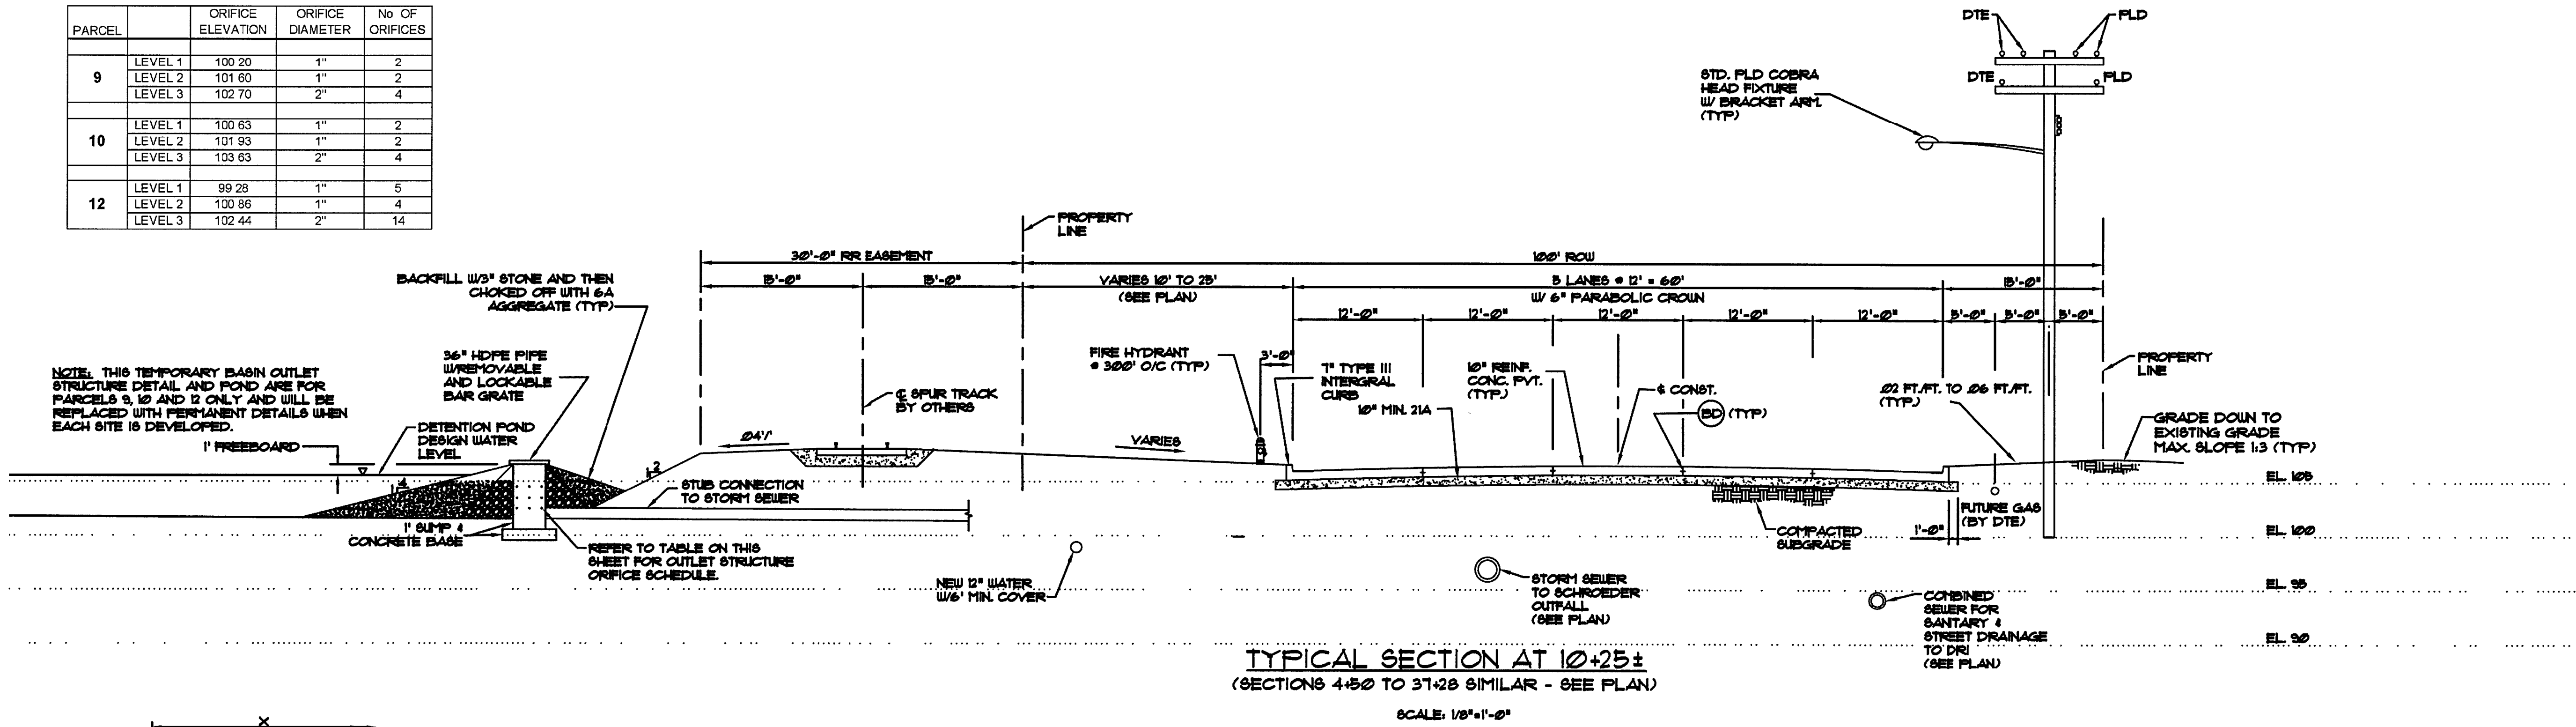 PARCEL ORIFICE ELEVATION ORIFICE DIAMETER No OF ORIFICES
9 LEVEL 1 100 20 1" 2
LEVEL 2 101 60 1" 2
LEVEL 3 102 70 2" 4
10 LEVEL 1 100 63 1" 2
LEVEL 2 101 93 1" 2
LEVEL 3 103 63 2" 4
12 LEVEL 1 99 28 1" 5
LEVEL 2 100 86 1" 4
LEVEL 3 102 44 2" 14
DTE PLD
DTE PLD
STD. PLD COBRA
HEAD FIXTURE
W/ BRACKET ARM.
(TYP)
PROPERTY
LINE
30'-0" RR EASEMENT
100' ROW
15'-0" 15'-0"
VARIES 10' TO 25'
(SEE PLAN)
5 LANES @ 12' = 60'
W/ 6" PARABOLIC CROWN
15'-0"
12'-0" 12'-0" 12'-0" 12'-0" 12'-0" 5'-0" 5'-0" 5'-0"
BACKFILL W/3" STONE AND THEN
CHOKED OFF WITH 6A
AGGREGATE (TYP)
36" HDPE PIPE
W/REMOVABLE
AND LOCKABLE
BAR GRATE
NOTE: THIS TEMPORARY BASIN OUTLET
STRUCTURE DETAIL AND POND ARE FOR
PARCELS 9, 10 AND 12 ONLY AND WILL BE
REPLACED WITH PERMANENT DETAILS WHEN
EACH SITE IS DEVELOPED.
1' FREEBOARD
DETENTION POND
DESIGN WATER
LEVEL
℄ SPUR TRACK
BY OTHERS
.04'/'
VARIES
FIRE HYDRANT
@ 300' O/C (TYP)
3'-0"
7" TYPE III
INTERGRAL
CURB
10" MIN. 21A
10" REINF.
CONC. PVT.
(TYP.)
℄ CONST.
BD (TYP)
.02 FT./FT. TO .06 FT./FT.
(TYP.)
PROPERTY
LINE
GRADE DOWN TO
EXISTING GRADE
MAX. SLOPE 1:3 (TYP)
4
1
2
1
STUB CONNECTION
TO STORM SEWER
1' SUMP &
CONCRETE BASE
REFER TO TABLE ON THIS
SHEET FOR OUTLET STRUCTURE
ORIFICE SCHEDULE.
NEW 12" WATER
W/6' MIN. COVER
STORM SEWER
TO SCHROEDER
OUTFALL
(SEE PLAN)
COMPACTED
SUBGRADE
1'-0"
FUTURE GAS
(BY DTE)
COMBINED
SEWER FOR
SANITARY &
STREET DRAINAGE
TO DRI
(SEE PLAN)
EL 105
EL 100
EL 95
EL 90
TYPICAL SECTION AT 10+25±
(SECTIONS 4+50 TO 37+28 SIMILAR - SEE PLAN)
SCALE: 1/8"=1'-0"
X